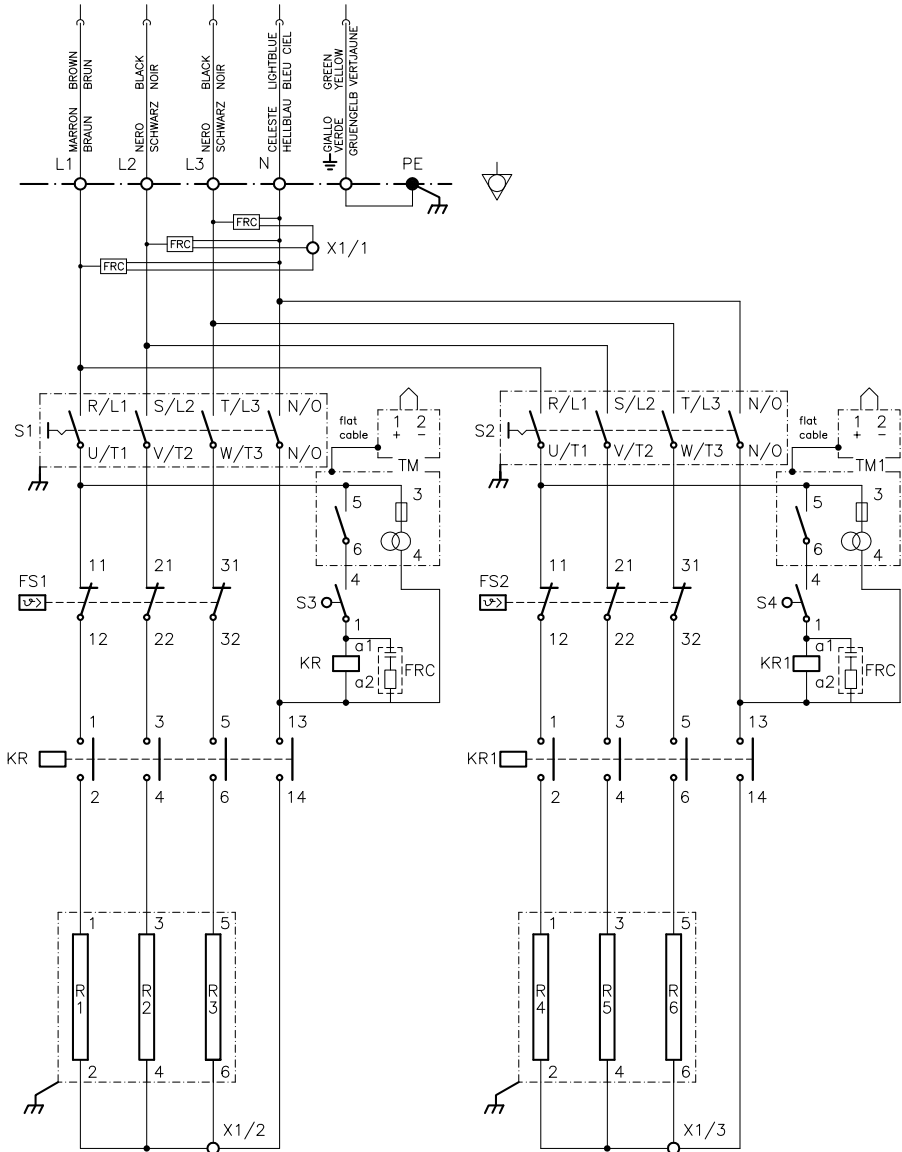 MARRON BROWN
BRAUN BRUN
NERO BLACK
SCHWARZ NOIR
NERO BLACK
SCHWARZ NOIR
CELESTE LIGHTBLUE
HELLBLAU BLEU CIEL
GIALLO GREEN
VERDE YELLOW
GRUENGELB VERTJAUNE
L1 L2 L3 N PE
FRC
FRC X1/1
FRC
R/L1 S/L2 T/L3 N/O
S1
U/T1 V/T2 W/T3 N/O
flat
cable
1 2
+ −
TM
R/L1 S/L2 T/L3 N/O
S2
U/T1 V/T2 W/T3 N/O
flat
cable
1 2
+ −
TM1
5 3
6 4
5 3
6 4
11 21 31
FS1
12 22 32
4
S3
1
a1
KR
a2
FRC
11 21 31
FS2
12 22 32
4
S4
1
a1
KR1
a2
FRC
1 3 5 13
KR
2 4 6 14
1 3 5 13
KR1
2 4 6 14
1 3 5
R1 R2 R3
2 4 6
1 3 5
R4 R5 R6
2 4 6
X1/2
X1/3